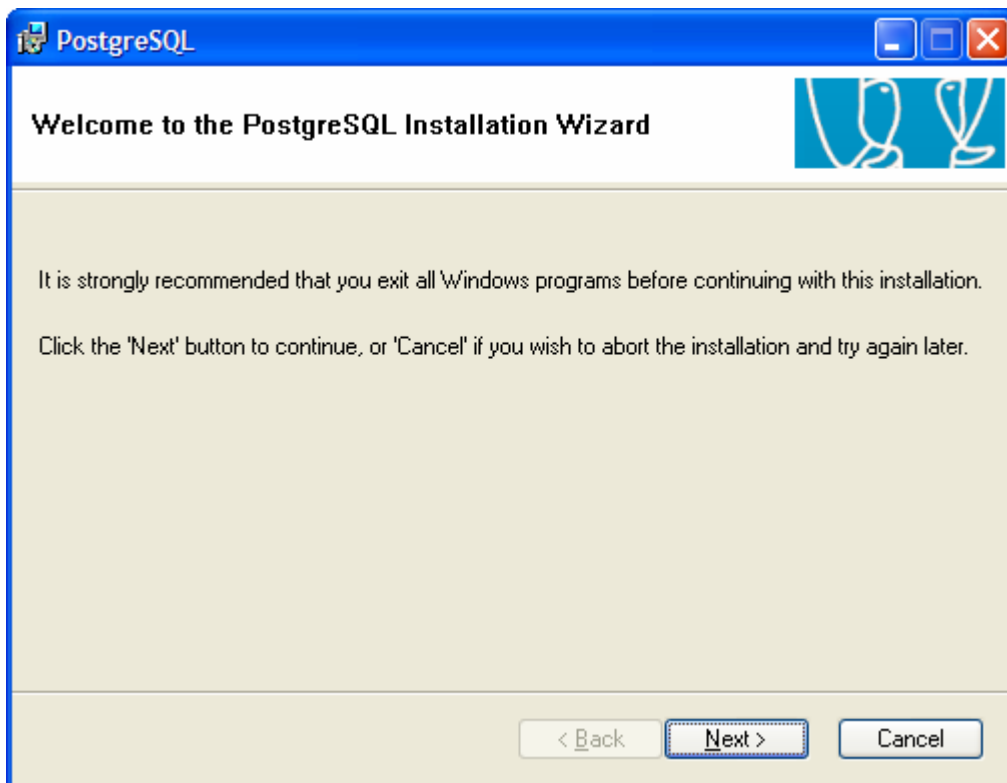 PostgreSQL
Welcome to the PostgreSQL Installation Wizard
It is strongly recommended that you exit all Windows programs before continuing with this installation.
Click the 'Next' button to continue, or 'Cancel' if you wish to abort the installation and try again later.
< Back Next > Cancel